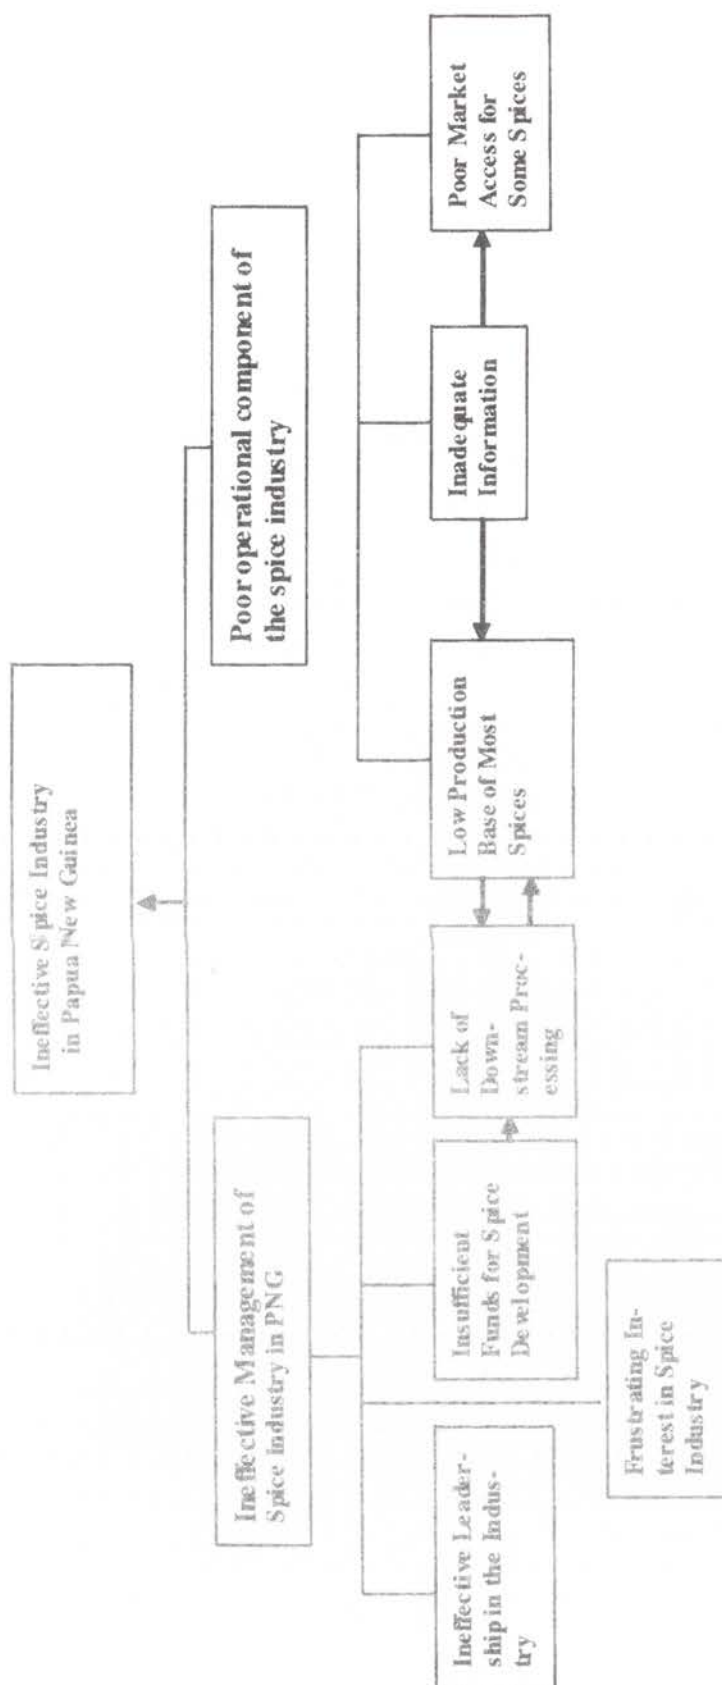 Ineffective Spice Industry
in Papua New Guinea
Ineffective Management of
Spice industry in PNG
Poor operational component of
the spice industry
Ineffective Leader-
ship in the Indus-
try
Insufficient
Funds for Spice
Development
Lack of
Down-
stream Proc-
essing
Low Production
Base of Most
Spices
Inadequate
Information
Poor Market
Access for
Some Spices
Frustrating In-
terest in Spice
Industry